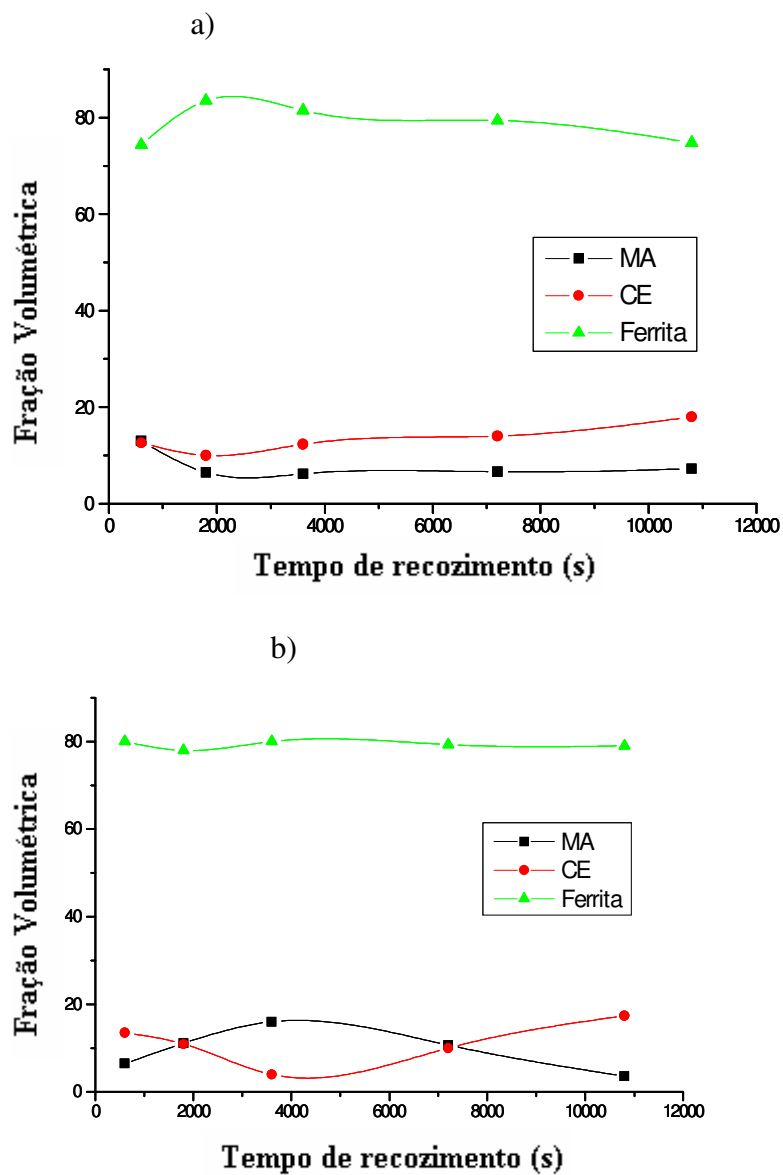 a)
80
60
40
20
0
Fração Volumétrica
MA
CE
Ferrita
0 2000 4000 6000 8000 10000 12000
Tempo de recozimento (s)
b)
80
60
40
20
0
Fração Volumétrica
MA
CE
Ferrita
0 2000 4000 6000 8000 10000 12000
Tempo de recozimento (s)